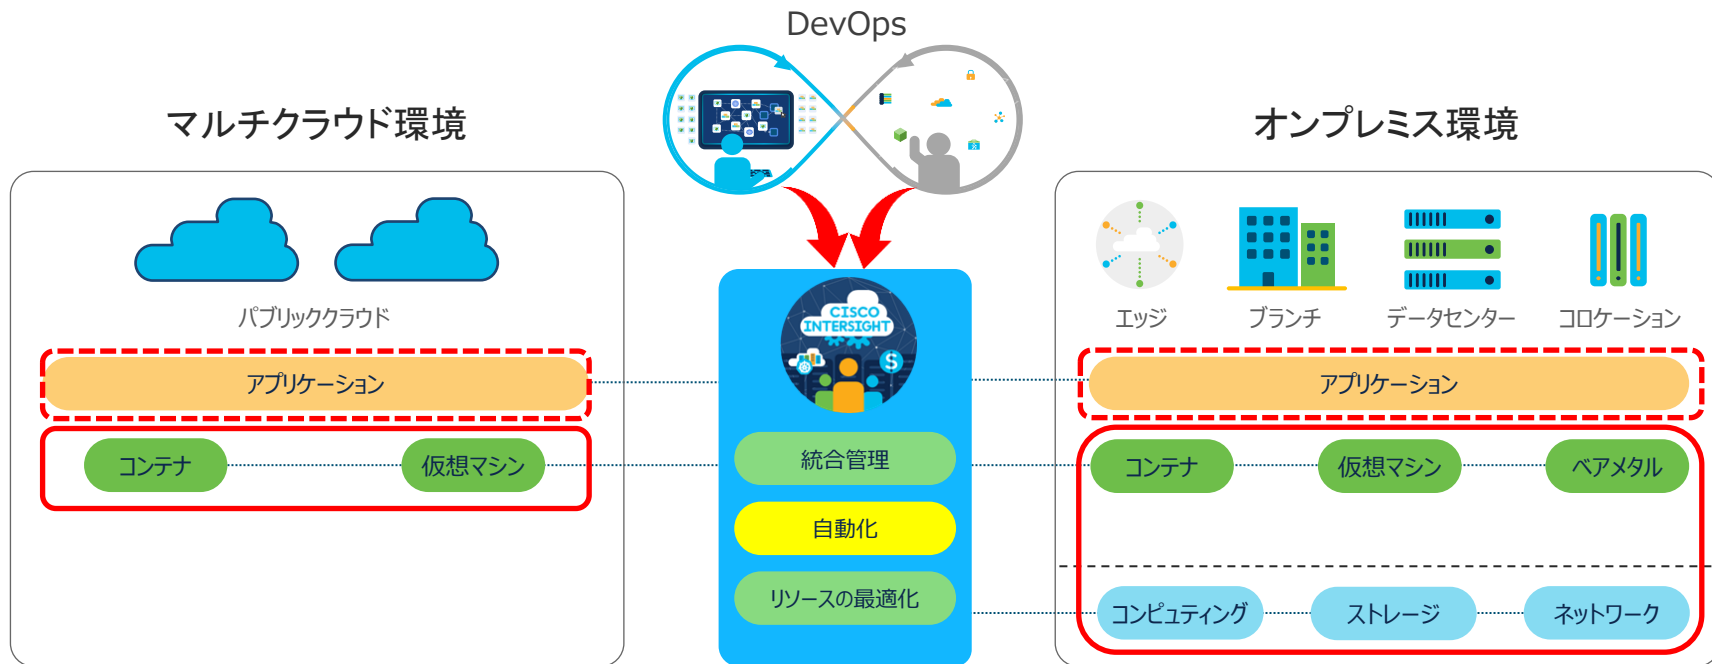 DevOps
マルチクラウド環境
オンプレミス環境
パブリッククラウド
エッジ
ブランチ
データセンター
コロケーション
CISCO
INTERSIGHT
$
アプリケーション
アプリケーション
コンテナ
仮想マシン
統合管理
コンテナ
仮想マシン
ベアメタル
自動化
リソースの最適化
コンピュティング
ストレージ
ネットワーク